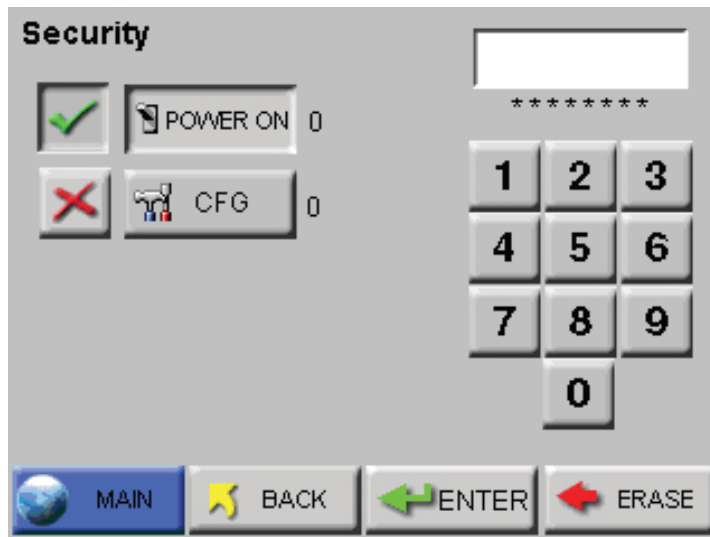 Security
POWER ON 0
CFG 0
********
1 2 3
4 5 6
7 8 9
0
MAIN BACK ENTER ERASE